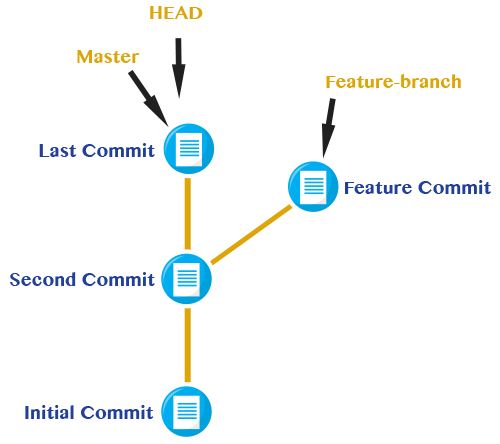 HEAD
Master
Feature-branch
Last Commit
Feature Commit
Second Commit
Initial Commit